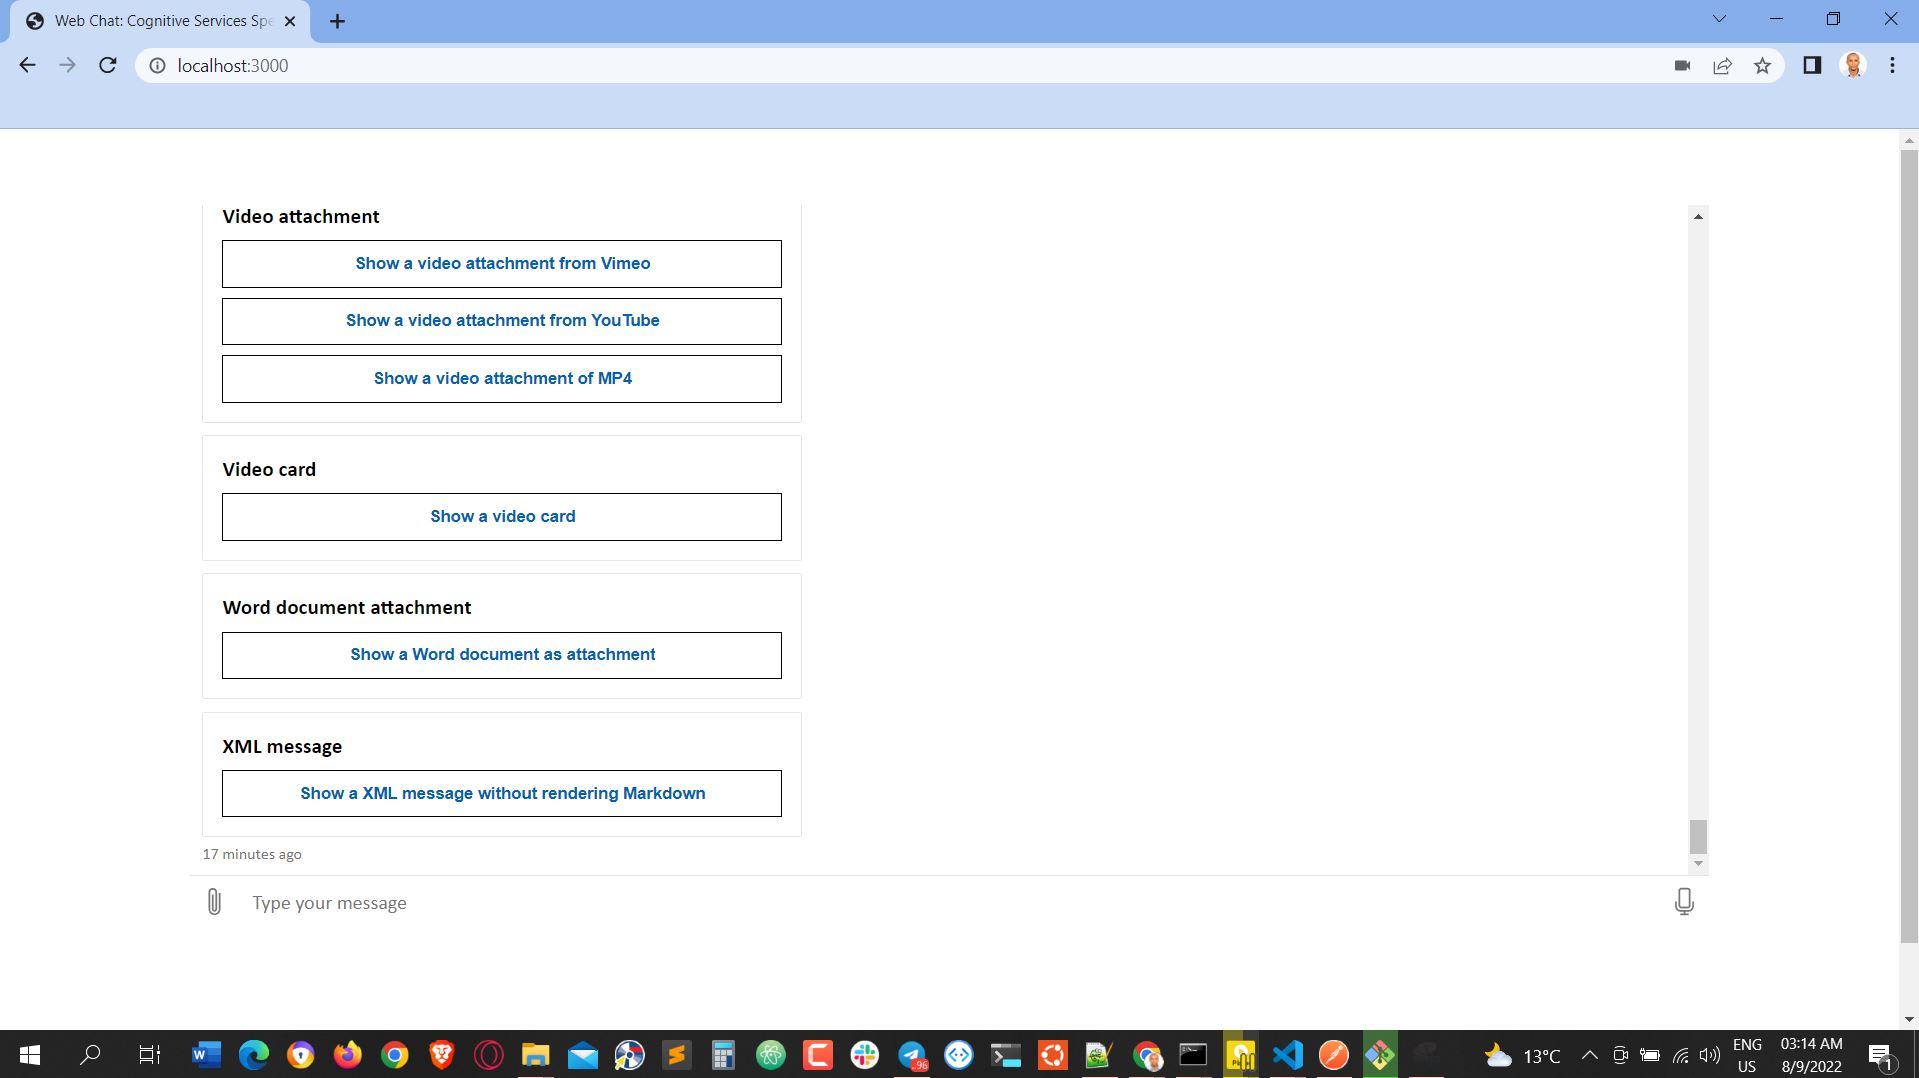 Web Chat: Cognitive Services Spe
localhost:3000
Video attachment
Show a video attachment from Vimeo
Show a video attachment from YouTube
Show a video attachment of MP4
Video card
Show a video card
Word document attachment
Show a Word document as attachment
XML message
Show a XML message without rendering Markdown
17 minutes ago
Type your message
13°C
ENG
US
03:14 AM
8/9/2022
1
..96